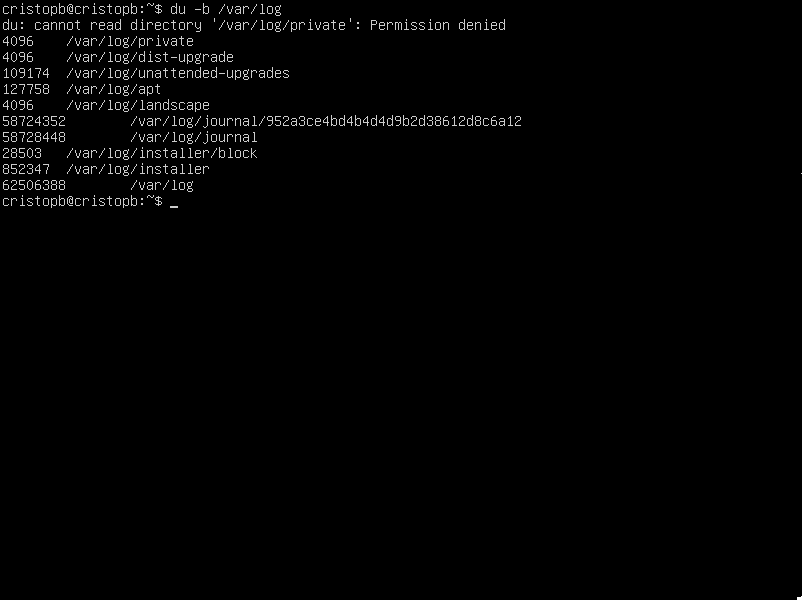 cristopb@cristopb:~$ du -b /var/log
du: cannot read directory '/var/log/private': Permission denied
4096    /var/log/private
4096    /var/log/dist-upgrade
109174  /var/log/unattended-upgrades
127758  /var/log/apt
4096    /var/log/landscape
58724352        /var/log/journal/952a3ce4bd4b4d4d9b2d38612d8c6a12
58728448        /var/log/journal
28503   /var/log/installer/block
852347  /var/log/installer
62506388        /var/log
cristopb@cristopb:~$ _